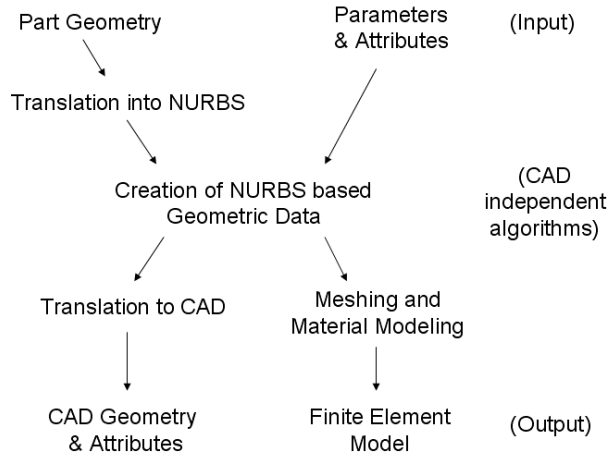 Part Geometry
Parameters
& Attributes
(Input)
Translation into NURBS
Creation of NURBS based
Geometric Data
(CAD
independent
algorithms)
Translation to CAD
Meshing and
Material Modeling
CAD Geometry
& Attributes
Finite Element
Model
(Output)